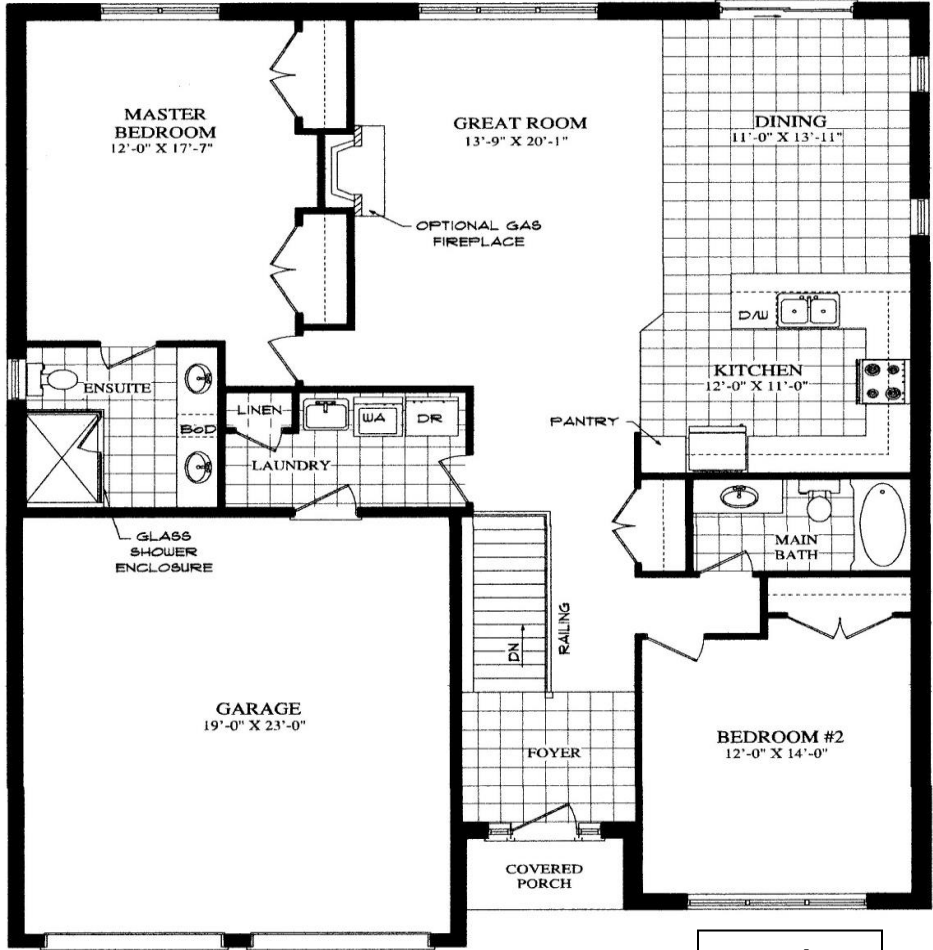 MASTER
BEDROOM
12'-0" X 17'-7"
GREAT ROOM
13'-9" X 20'-1"
DINING
11'-0" X 13'-11"
OPTIONAL GAS
FIREPLACE
D/W
KITCHEN
12'-0" X 11'-0"
PANTRY
ENSUITE
BOD
LINEN
WA
DR
LAUNDRY
GLASS
SHOWER
ENCLOSURE
MAIN
BATH
DN
RAILING
GARAGE
19'-0" X 23'-0"
FOYER
BEDROOM #2
12'-0" X 14'-0"
COVERED
PORCH